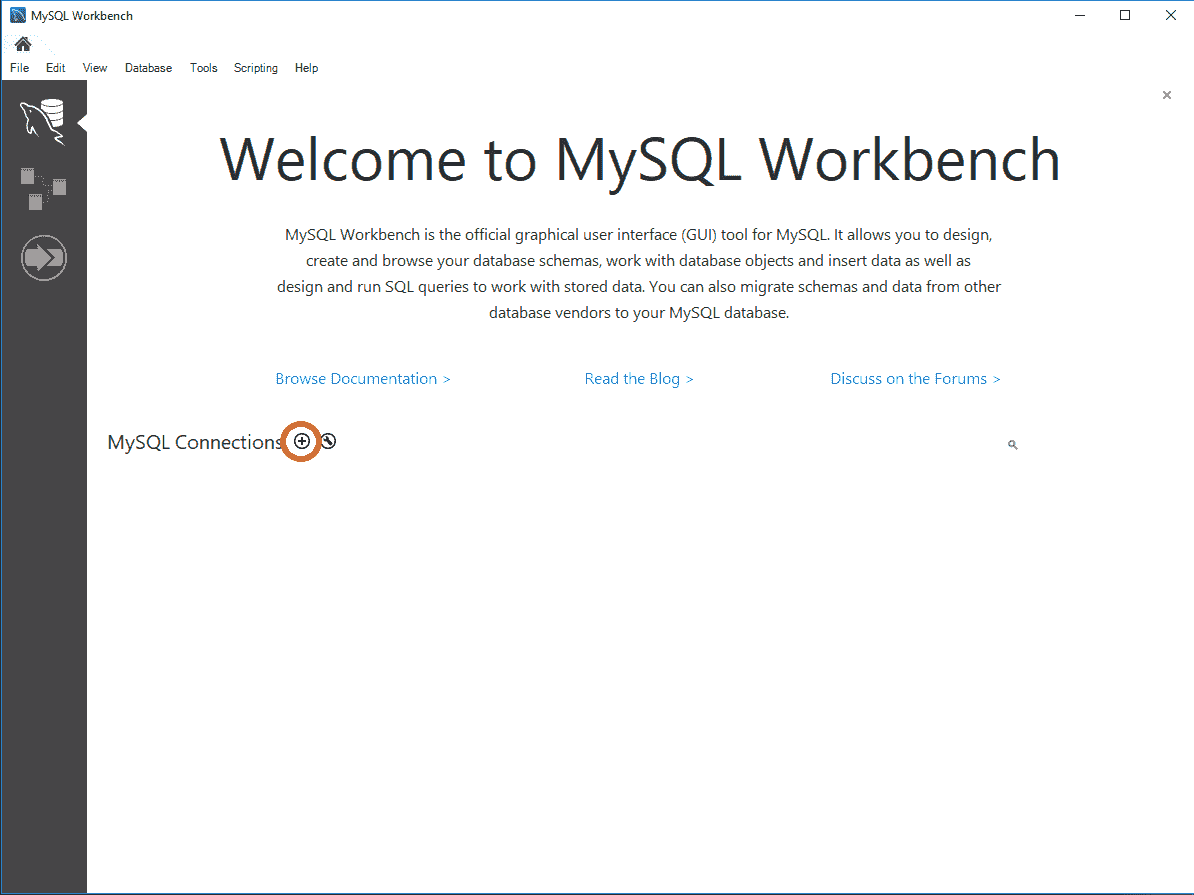 MySQL Workbench
File Edit View Database Tools Scripting Help
Welcome to MySQL Workbench
MySQL Workbench is the official graphical user interface (GUI) tool for MySQL. It allows you to design,
create and browse your database schemas, work with database objects and insert data as well as
design and run SQL queries to work with stored data. You can also migrate schemas and data from other
database vendors to your MySQL database.
Browse Documentation > Read the Blog > Discuss on the Forums >
MySQL Connections